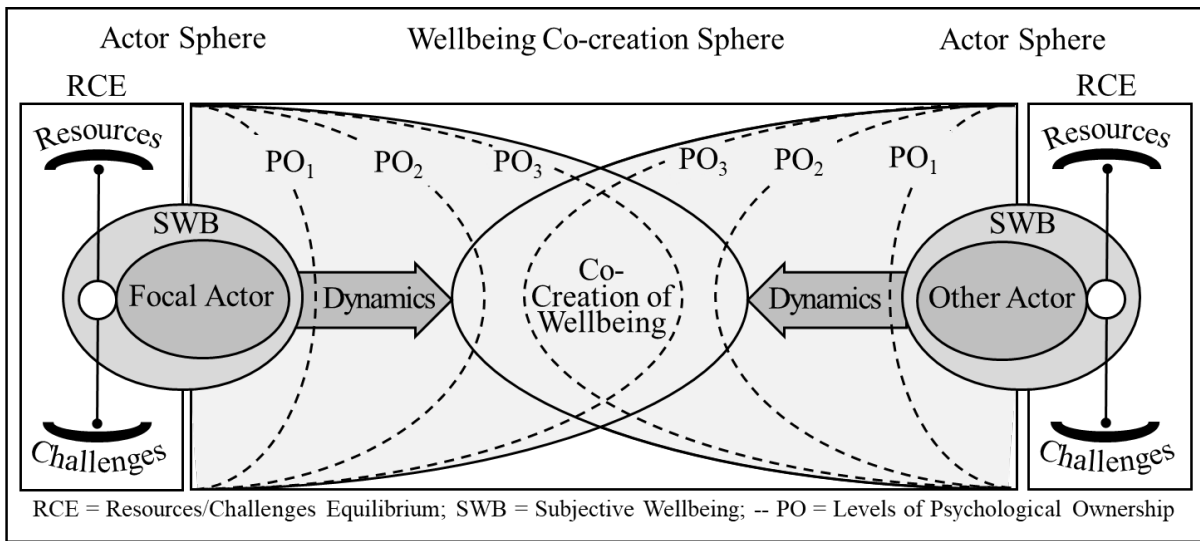 Actor Sphere
Wellbeing Co-creation Sphere
Actor Sphere
RCE
RCE
Resources
Resources
PO1
PO2
PO3
PO3
PO2
PO1
SWB
SWB
Focal Actor
Dynamics
Co-
Creation of
Wellbeing
Dynamics
Other Actor
Challenges
Challenges
RCE = Resources/Challenges Equilibrium; SWB = Subjective Wellbeing; -- PO = Levels of Psychological Ownership